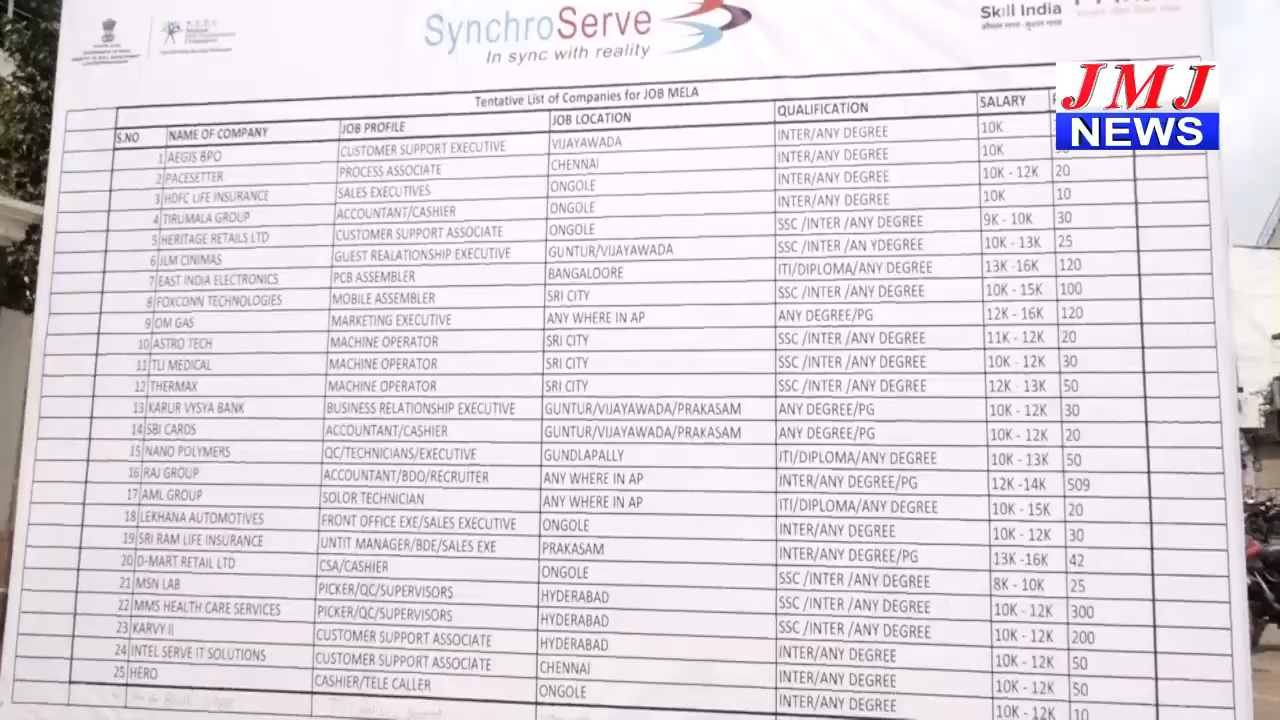 SynchroServe
In sync with reality
Skill India
JMJ
NEWS
Tentative List of Companies for JOB MELA
S.NO NAME OF COMPANY JOB PROFILE JOB LOCATION QUALIFICATION SALARY
1 AEGIS BPO CUSTOMER SUPPORT EXECUTIVE VIJAYAWADA INTER/ANY DEGREE 10K
2 PACESETTER PROCESS ASSOCIATE CHENNAI INTER/ANY DEGREE 10K
3 HDFC LIFE INSURANCE SALES EXECUTIVES ONGOLE INTER/ANY DEGREE 10K - 12K 20
4 TIRUMALA GROUP ACCOUNTANT/CASHIER ONGOLE INTER/ANY DEGREE 10K 10
5 HERITAGE RETAILS LTD CUSTOMER SUPPORT ASSOCIATE ONGOLE SSC /INTER /ANY DEGREE 9K - 10K 30
6 JLM CINIMAS GUEST REALATIONSHIP EXECUTIVE GUNTUR/VIJAYAWADA SSC /INTER /AN YDEGREE 10K - 13K 25
7 EAST INDIA ELECTRONICS PCB ASSEMBLER BANGALOORE ITI/DIPLOMA/ANY DEGREE 13K -16K 120
8 FOXCONN TECHNOLOGIES MOBILE ASSEMBLER SRI CITY SSC /INTER /ANY DEGREE 10K - 15K 100
9 OM GAS MARKETING EXECUTIVE ANY WHERE IN AP ANY DEGREE/PG 12K - 16K 120
10 ASTRO TECH MACHINE OPERATOR SRI CITY SSC /INTER /ANY DEGREE 11K - 12K 20
11 TLI MEDICAL MACHINE OPERATOR SRI CITY SSC /INTER /ANY DEGREE 10K - 12K 30
12 THERMAX MACHINE OPERATOR SRI CITY SSC /INTER /ANY DEGREE 12K - 13K 50
13 KARUR VYSYA BANK BUSINESS RELATIONSHIP EXECUTIVE GUNTUR/VIJAYAWADA/PRAKASAM ANY DEGREE/PG 10K - 12K 30
14 SBI CARDS ACCOUNTANT/CASHIER GUNTUR/VIJAYAWADA/PRAKASAM ANY DEGREE/PG 10K - 12K 20
15 NANO POLYMERS QC/TECHNICIANS/EXECUTIVE GUNDLAPALLY ITI/DIPLOMA/ANY DEGREE 10K - 13K 50
16 RAJ GROUP ACCOUNTANT/BDO/RECRUITER ANY WHERE IN AP INTER/ANY DEGREE/PG 12K -14K 509
17 AML GROUP SOLOR TECHNICIAN ANY WHERE IN AP ITI/DIPLOMA/ANY DEGREE 10K - 15K 20
18 LEKHANA AUTOMOTIVES FRONT OFFICE EXE/SALES EXECUTIVE ONGOLE INTER/ANY DEGREE 10K - 12K 30
19 SRI RAM LIFE INSURANCE UNTIT MANAGER/BDE/SALES EXE PRAKASAM INTER/ANY DEGREE/PG 13K -16K 42
20 D-MART RETAIL LTD CSA/CASHIER ONGOLE SSC /INTER /ANY DEGREE 8K - 10K 25
21 MSN LAB PICKER/QC/SUPERVISORS HYDERABAD SSC /INTER /ANY DEGREE 10K - 12K 300
22 MMS HEALTH CARE SERVICES PICKER/QC/SUPERVISORS HYDERABAD SSC /INTER /ANY DEGREE 10K - 12K 200
23 KARVY CUSTOMER SUPPORT ASSOCIATE HYDERABAD INTER/ANY DEGREE 10K - 12K 50
24 INTEL SERVE IT SOLUTIONS CUSTOMER SUPPORT ASSOCIATE CHENNAI INTER/ANY DEGREE 10K - 12K 50
25 HERO CASHIER/TELE CALLER ONGOLE INTER/ANY DEGREE 10K - 12K 10